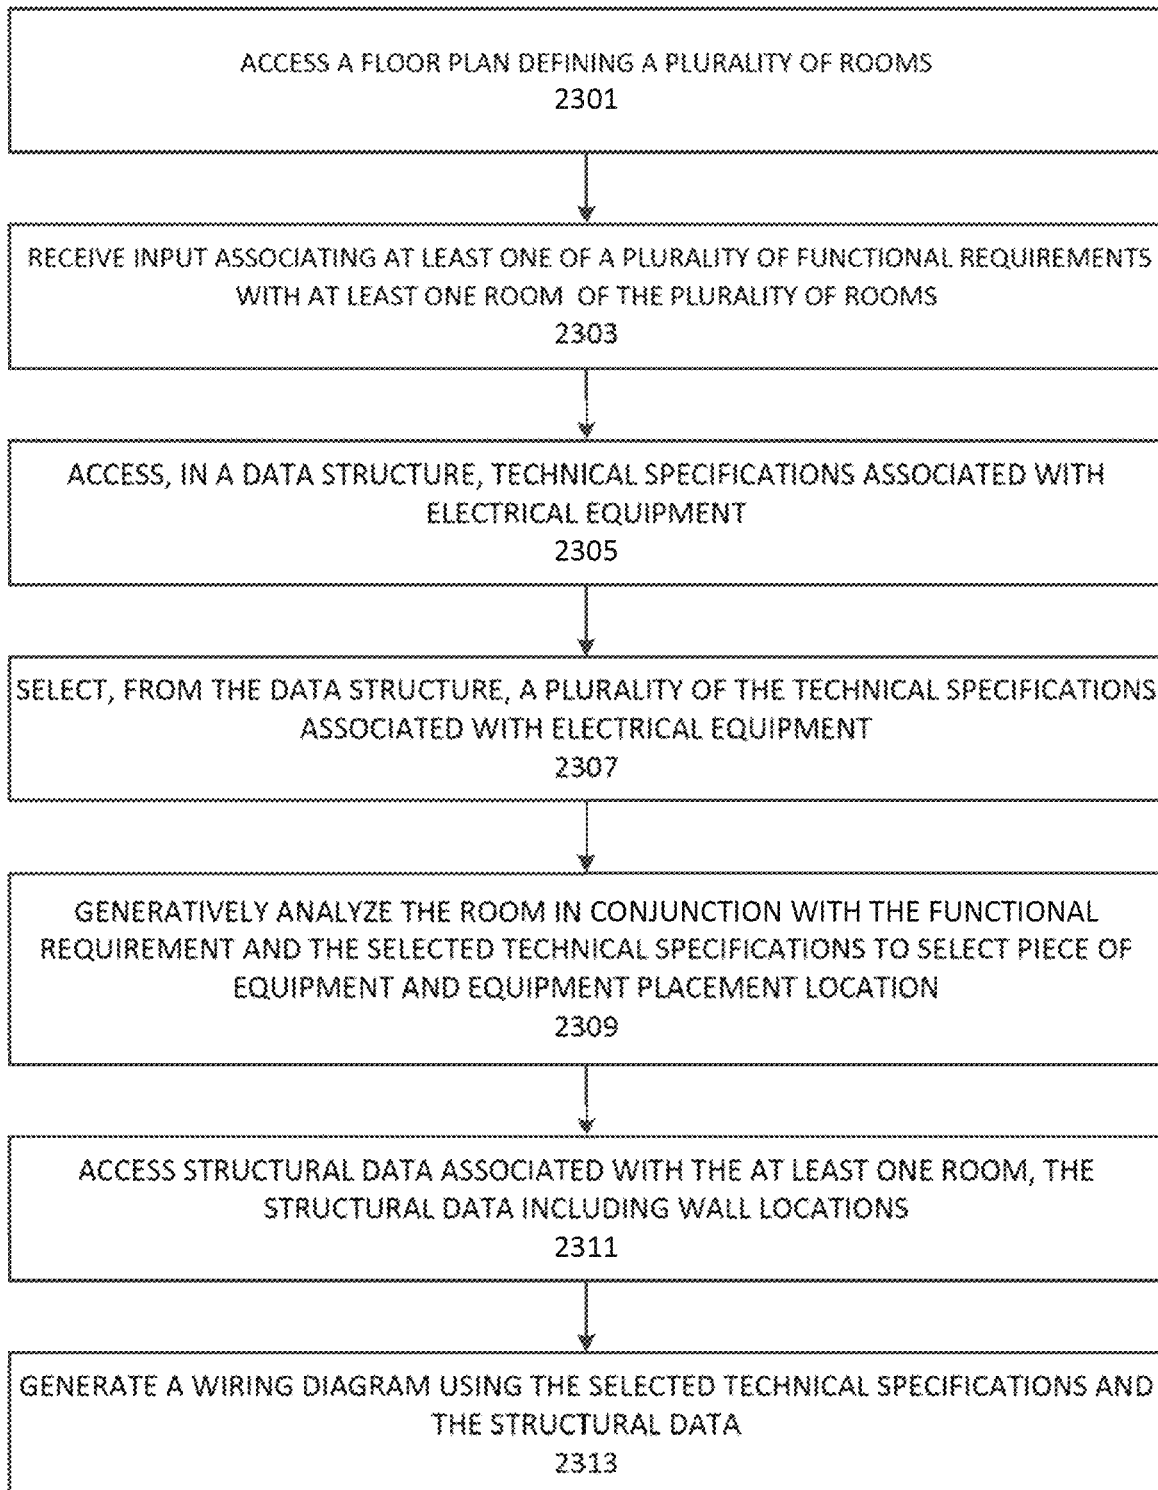 ACCESS A FLOOR PLAN DEFINING A PLURALITY OF ROOMS
2301
RECEIVE INPUT ASSOCIATING AT LEAST ONE OF A PLURALITY OF FUNCTIONAL REQUIREMENTS
WITH AT LEAST ONE ROOM OF THE PLURALITY OF ROOMS
2303
ACCESS, IN A DATA STRUCTURE, TECHNICAL SPECIFICATIONS ASSOCIATED WITH
ELECTRICAL EQUIPMENT
2305
SELECT, FROM THE DATA STRUCTURE, A PLURALITY OF THE TECHNICAL SPECIFICATIONS
ASSOCIATED WITH ELECTRICAL EQUIPMENT
2307
GENERATIVELY ANALYZE THE ROOM IN CONJUNCTION WITH THE FUNCTIONAL
REQUIREMENT AND THE SELECTED TECHNICAL SPECIFICATIONS TO SELECT PIECE OF
EQUIPMENT AND EQUIPMENT PLACEMENT LOCATION
2309
ACCESS STRUCTURAL DATA ASSOCIATED WITH THE AT LEAST ONE ROOM, THE
STRUCTURAL DATA INCLUDING WALL LOCATIONS
2311
GENERATE A WIRING DIAGRAM USING THE SELECTED TECHNICAL SPECIFICATIONS AND
THE STRUCTURAL DATA
2313